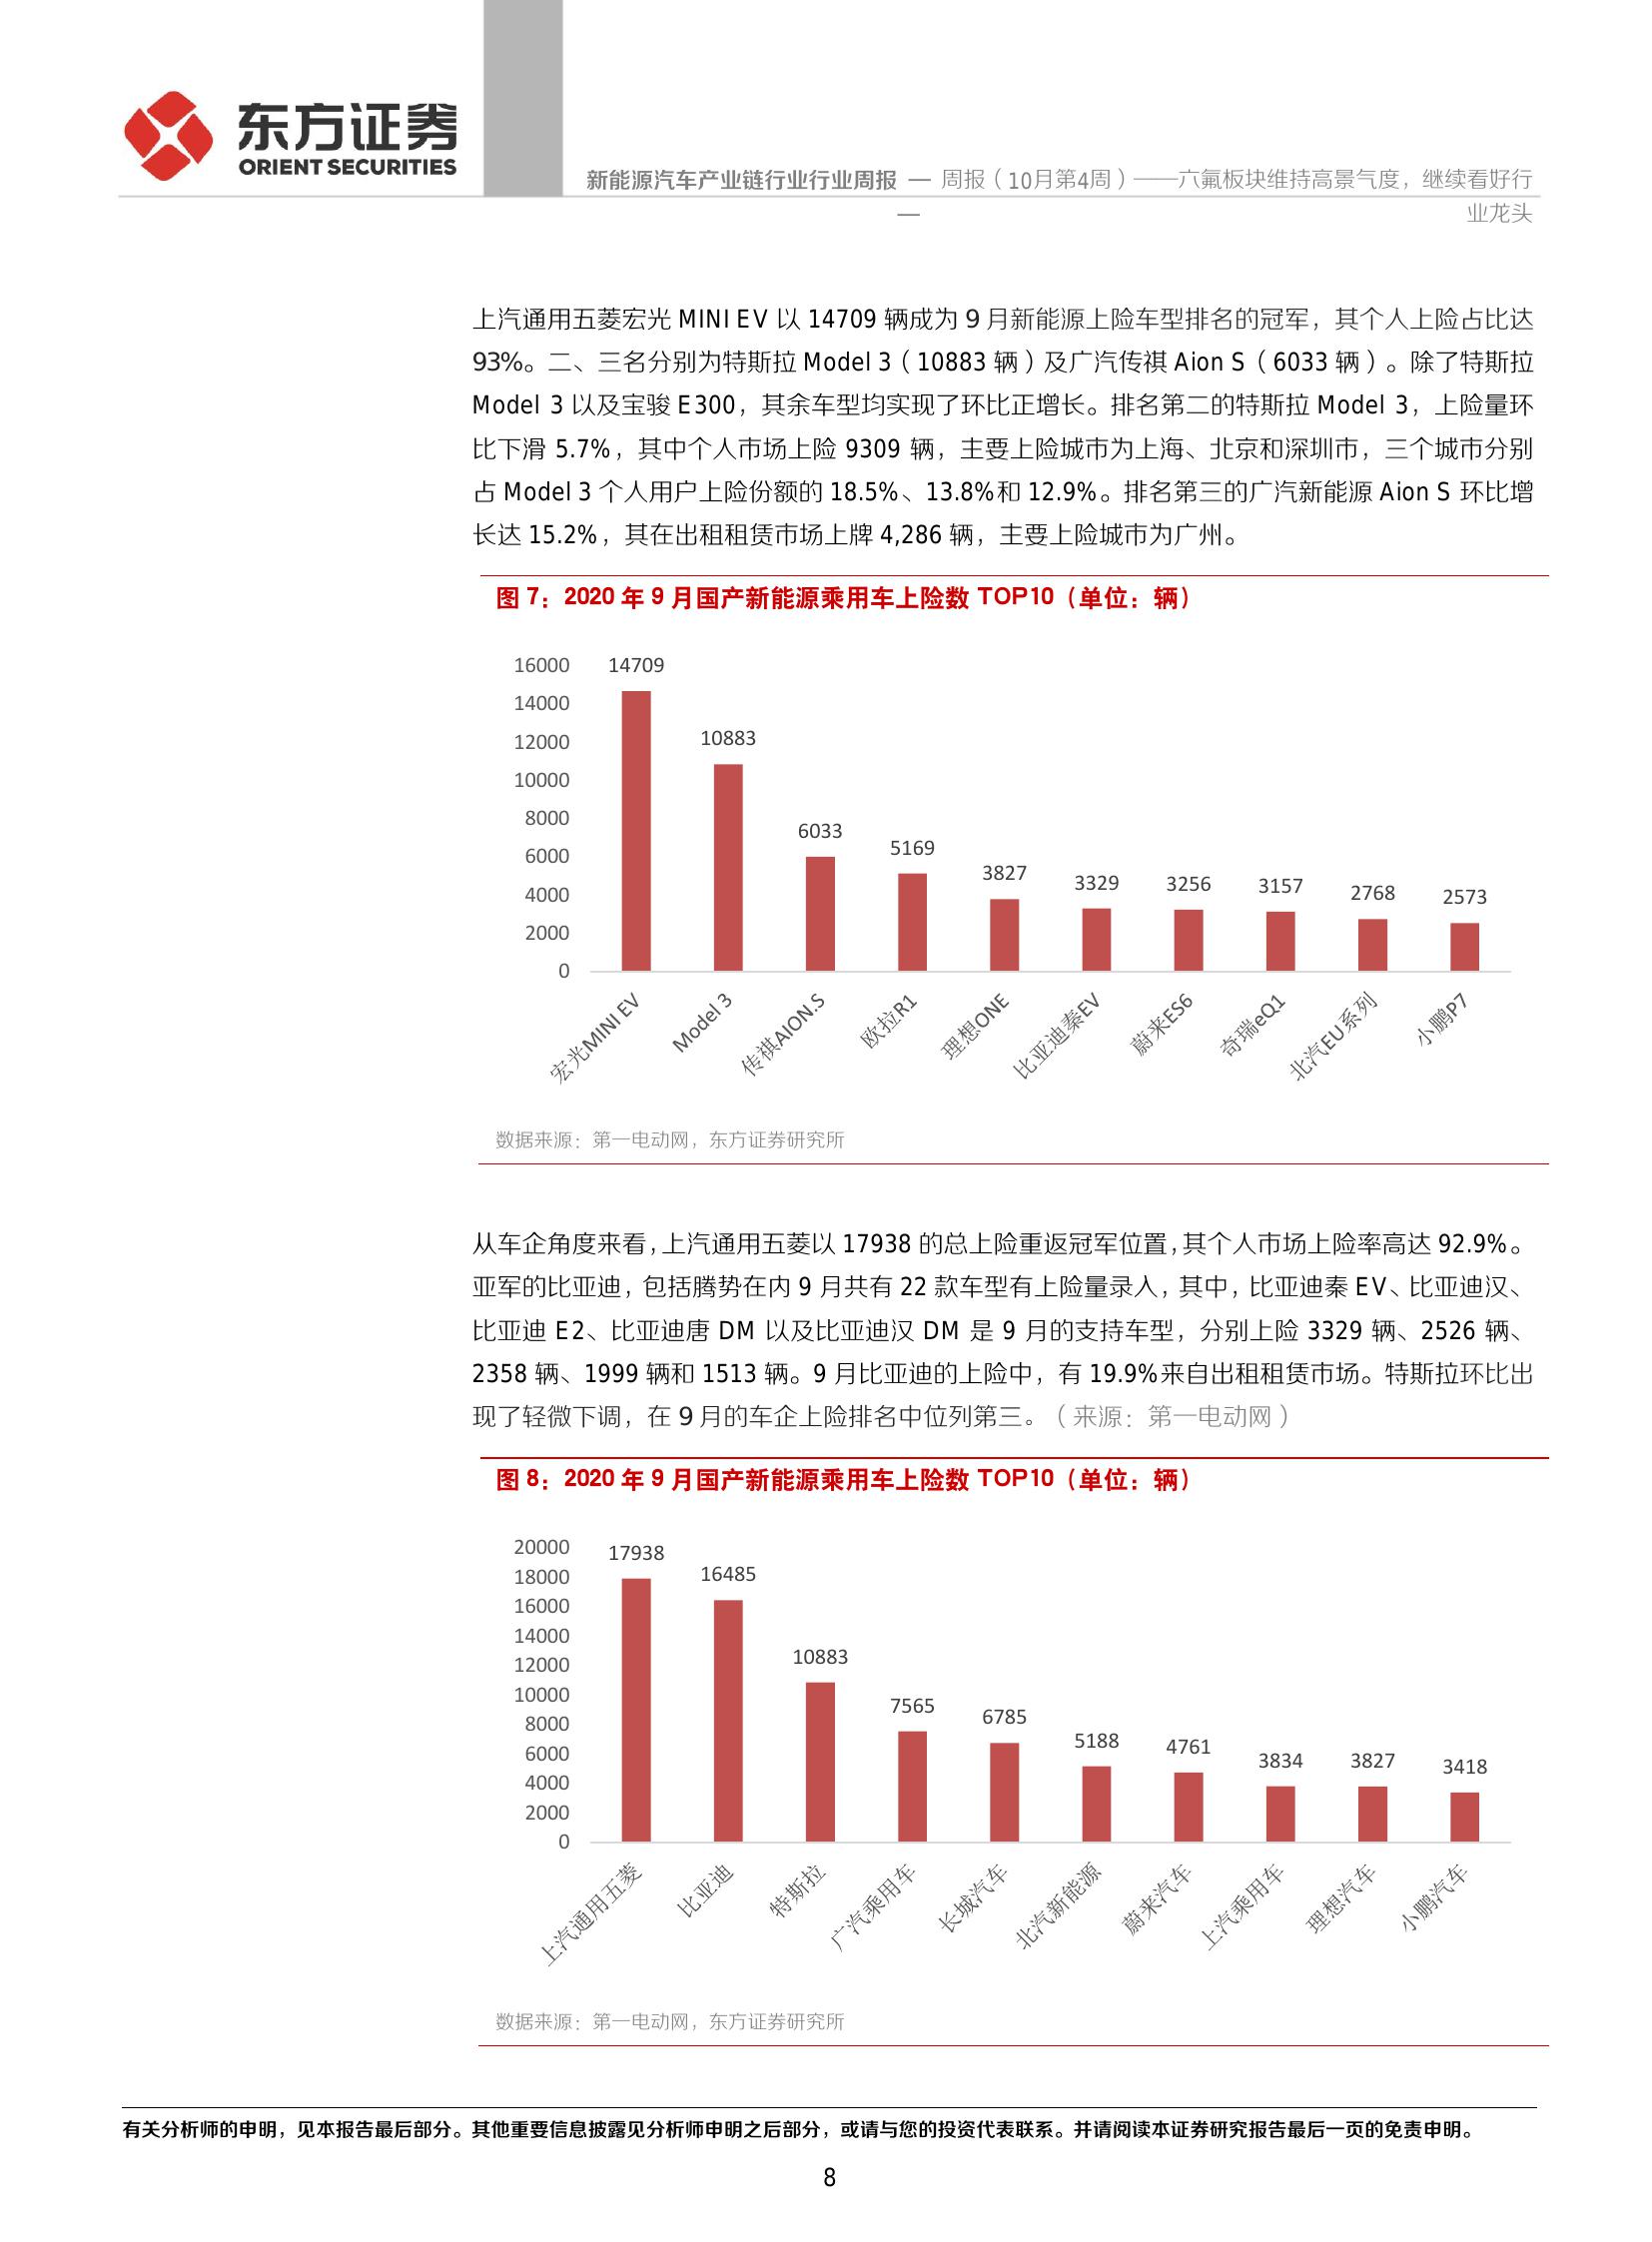 东方证券
ORIENT SECURITIES
新能源汽车产业链行业行业周报 — 周报（10月第4周）——六氟板块维持高景气度，继续看好行
—
业龙头
上汽通用五菱宏光 MINI EV 以 14709 辆成为 9 月新能源上险车型排名的冠军，其个人上险占比达
93%。二、三名分别为特斯拉 Model 3（10883 辆）及广汽传祺 Aion S（6033 辆）。除了特斯拉
Model 3 以及宝骏 E300，其余车型均实现了环比正增长。排名第二的特斯拉 Model 3，上险量环
比下滑 5.7%，其中个人市场上险 9309 辆，主要上险城市为上海、北京和深圳市，三个城市分别
占 Model 3 个人用户上险份额的 18.5%、13.8%和 12.9%。排名第三的广汽新能源 Aion S 环比增
长达 15.2%，其在出租租赁市场上牌 4,286 辆，主要上险城市为广州。
图 7：2020 年 9 月国产新能源乘用车上险数 TOP10（单位：辆）
16000
14000
12000
10000
8000
6000
4000
2000
0
14709
10883
6033
5169
3827
3329
3256
3157
2768
2573
宏光MINI EV
Model 3
传祺AION.S
欧拉R1
理想ONE
比亚迪秦EV
蔚来ES6
奇瑞eQ1
北汽EU系列
小鹏P7
数据来源：第一电动网，东方证券研究所
从车企角度来看，上汽通用五菱以 17938 的总上险重返冠军位置，其个人市场上险率高达 92.9%。
亚军的比亚迪，包括腾势在内 9 月共有 22 款车型有上险量录入，其中，比亚迪秦 EV、比亚迪汉、
比亚迪 E2、比亚迪唐 DM 以及比亚迪汉 DM 是 9 月的支持车型，分别上险 3329 辆、2526 辆、
2358 辆、1999 辆和 1513 辆。9 月比亚迪的上险中，有 19.9%来自出租租赁市场。特斯拉环比出
现了轻微下调，在 9 月的车企上险排名中位列第三。（来源：第一电动网）
图 8：2020 年 9 月国产新能源乘用车上险数 TOP10（单位：辆）
20000
18000
16000
14000
12000
10000
8000
6000
4000
2000
0
17938
16485
10883
7565
6785
5188
4761
3834
3827
3418
上汽通用五菱
比亚迪
特斯拉
广汽乘用车
长城汽车
北汽新能源
蔚来汽车
上汽乘用车
理想汽车
小鹏汽车
数据来源：第一电动网，东方证券研究所
有关分析师的申明，见本报告最后部分。其他重要信息披露见分析师申明之后部分，或请与您的投资代表联系。并请阅读本证券研究报告最后一页的免责申明。
8